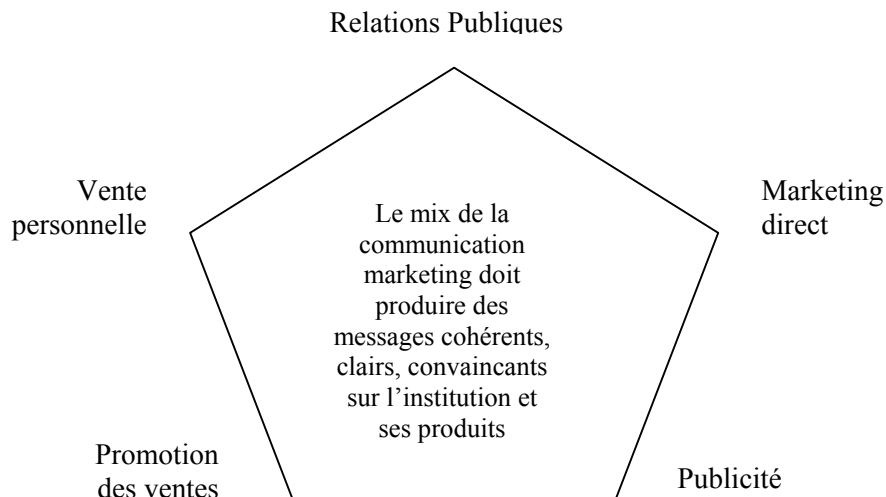 Relations Publiques
Vente
personnelle
Marketing
direct
Le mix de la
communication
marketing doit
produire des
messages cohérents,
clairs, convaincants
sur l’institution et
ses produits
Promotion
des ventes
Publicité